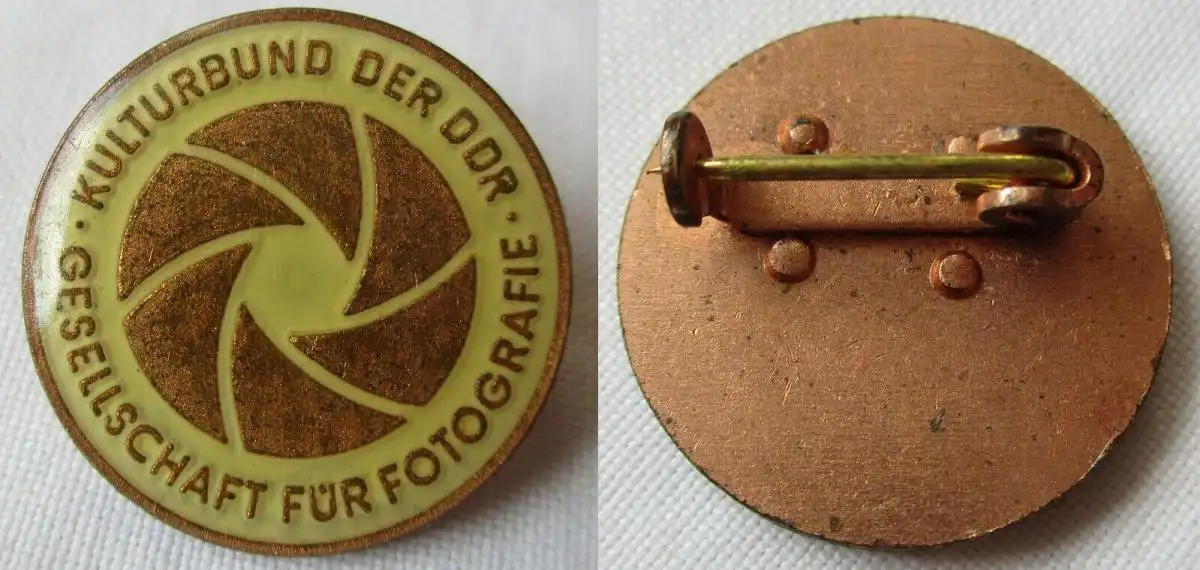 KULTURBUND DER DDR
· GESELLSCHAFT FÜR FOTOGRAFIE ·